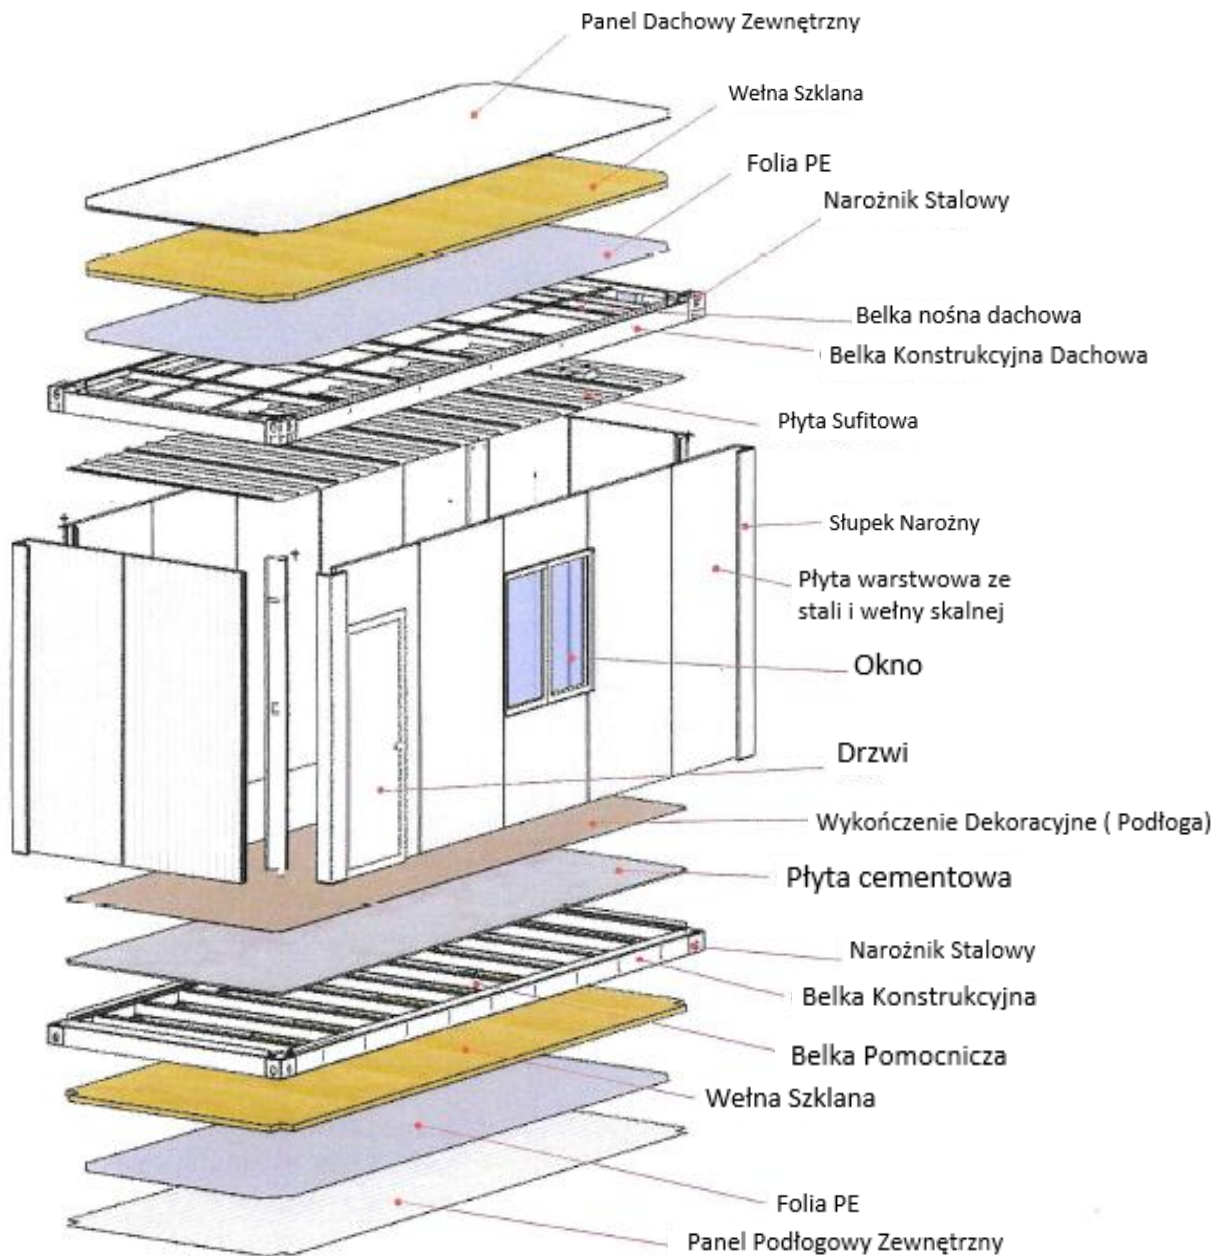 Panel Dachowy Zewnętrzny
Wełna Szklana
Folia PE
Narożnik Stalowy
Belka nośna dachowa
Belka Konstrukcyjna Dachowa
Płyta Sufitowa
Słupek Narożny
Płyta warstwowa ze
stali i wełny skalnej
Okno
Drzwi
Wykończenie Dekoracyjne ( Podłoga)
Płyta cementowa
Narożnik Stalowy
Belka Konstrukcyjna
Belka Pomocnicza
Wełna Szklana
Folia PE
Panel Podłogowy Zewnętrzny